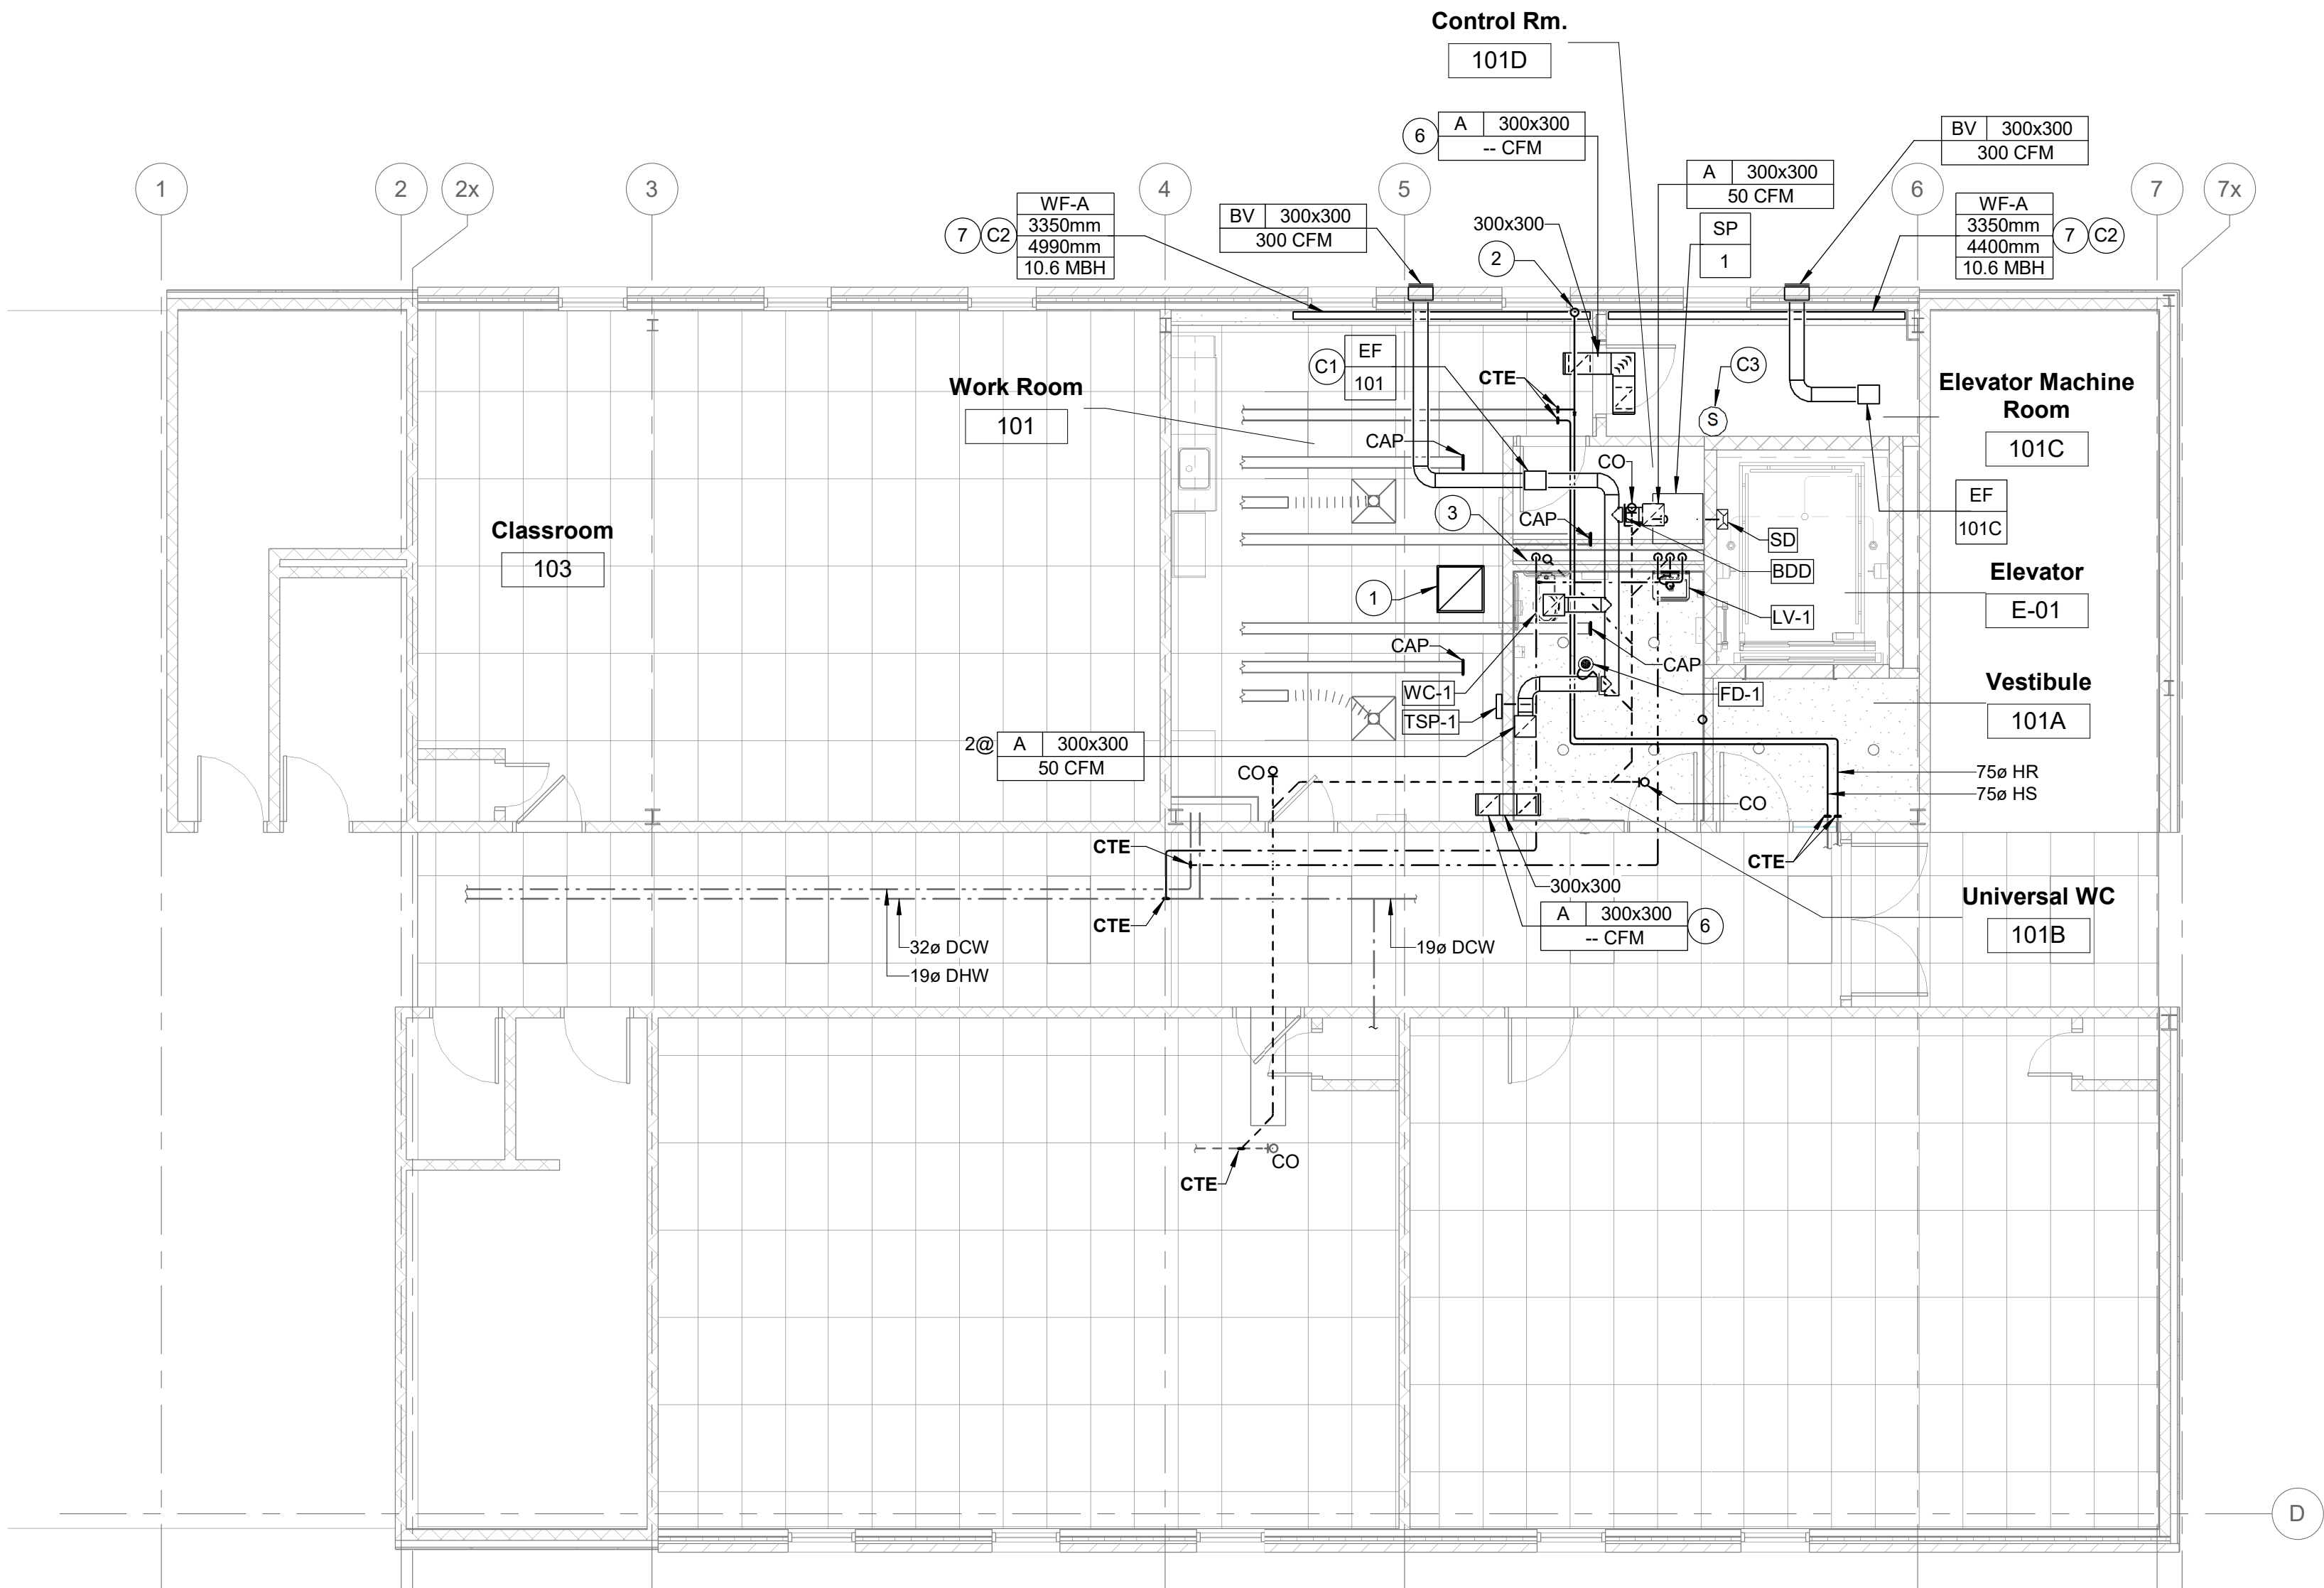 Control Rm.
101D
6
A 300x300
-- CFM
BV 300x300
300 CFM
A 300x300
50 CFM
1
2
2x
3
4
5
6
7
7x
WF-A
3350mm
4990mm
10.6 MBH
7
C2
BV 300x300
300 CFM
300x300
2
SP
1
WF-A
3350mm
4400mm
10.6 MBH
7
C2
EF
101
C1
CTE
C3
S
Work Room
101
Elevator Machine
Room
101C
CAP
CO
EF
101C
Classroom
103
3
CAP
SD
BDD
Elevator
E-01
1
LV-1
CAP
CAP
WC-1
FD-1
TSP-1
Vestibule
101A
2@
A 300x300
50 CFM
CO
75ø HR
75ø HS
CO
CTE
CTE
300x300
A 300x300
-- CFM
6
Universal WC
101B
CTE
32ø DCW
19ø DHW
19ø DCW
CO
CTE
D